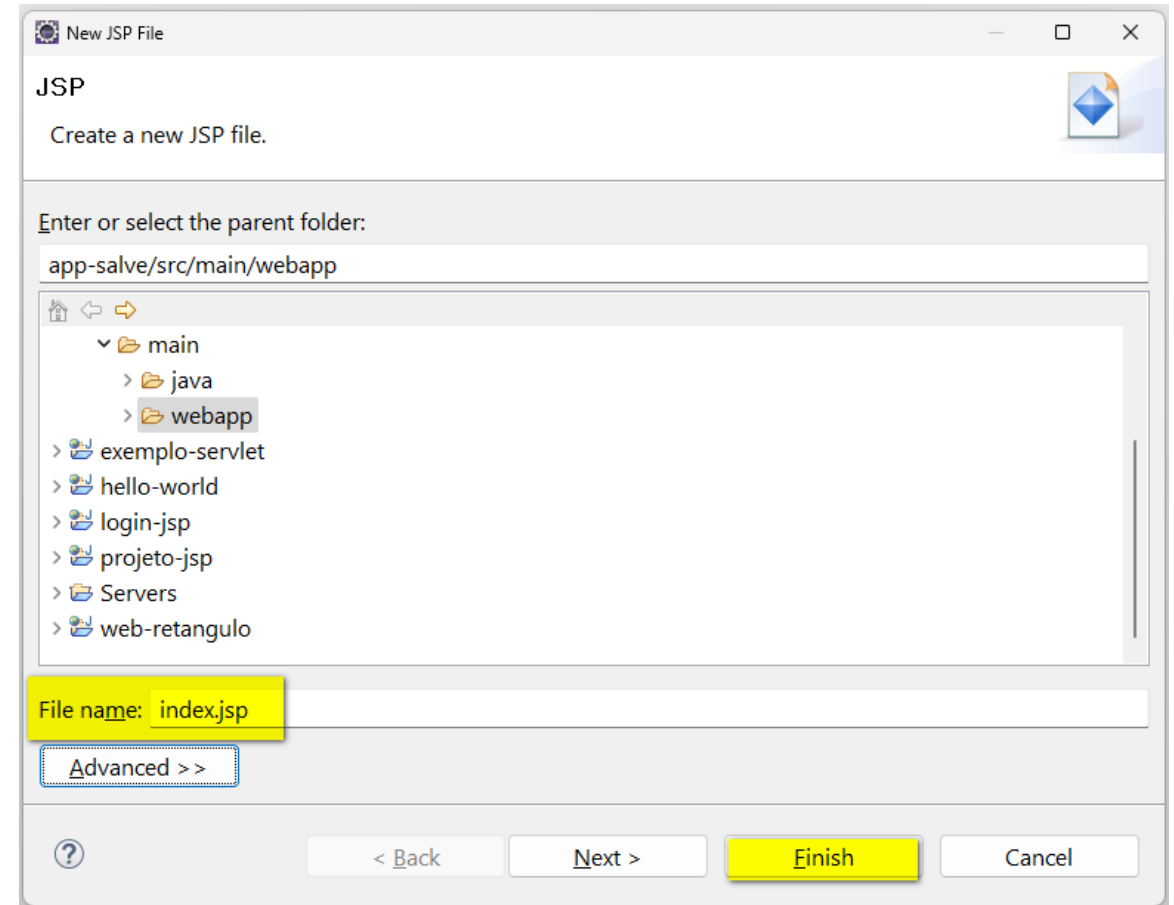 New JSP File
JSP
Create a new JSP file.
Enter or select the parent folder:
app-salve/src/main/webapp
main
java
webapp
exemplo-servlet
hello-world
login-jsp
projeto-jsp
Servers
web-retangulo
File name: index.jsp
Advanced >>
? < Back Next > Finish Cancel